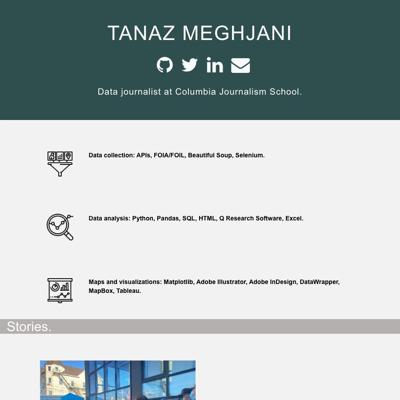 TANAZ MEGHJANI
Data journalist at Columbia Journalism School.
Data collection: APIs, FOIA/FOIL, Beautiful Soup, Selenium.
Data analysis: Python, Pandas, SQL, HTML, Q Research Software, Excel.
Maps and visualizations: Matplotlib, Adobe Illustrator, Adobe InDesign, DataWrapper,
MapBox, Tableau.
Stories.